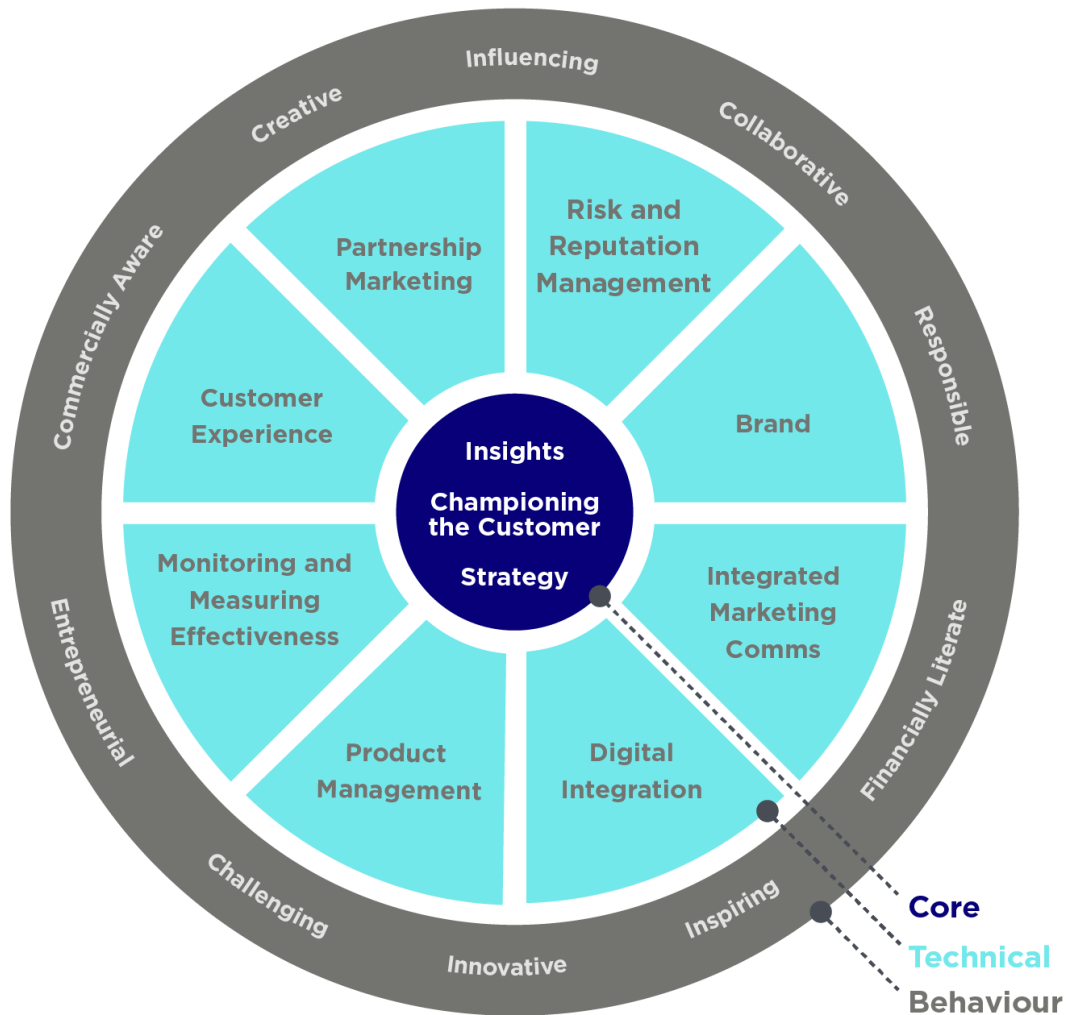 Influencing
Collaborative
Responsible
Financially Literate
Inspiring
Innovative
Challenging
Entrepreneurial
Commercially Aware
Creative
Risk and
Reputation
Management
Brand
Integrated
Marketing
Comms
Digital
Integration
Product
Management
Monitoring and
Measuring
Effectiveness
Customer
Experience
Partnership
Marketing
Insights
Championing
the Customer
Strategy
Core
Technical
Behaviour